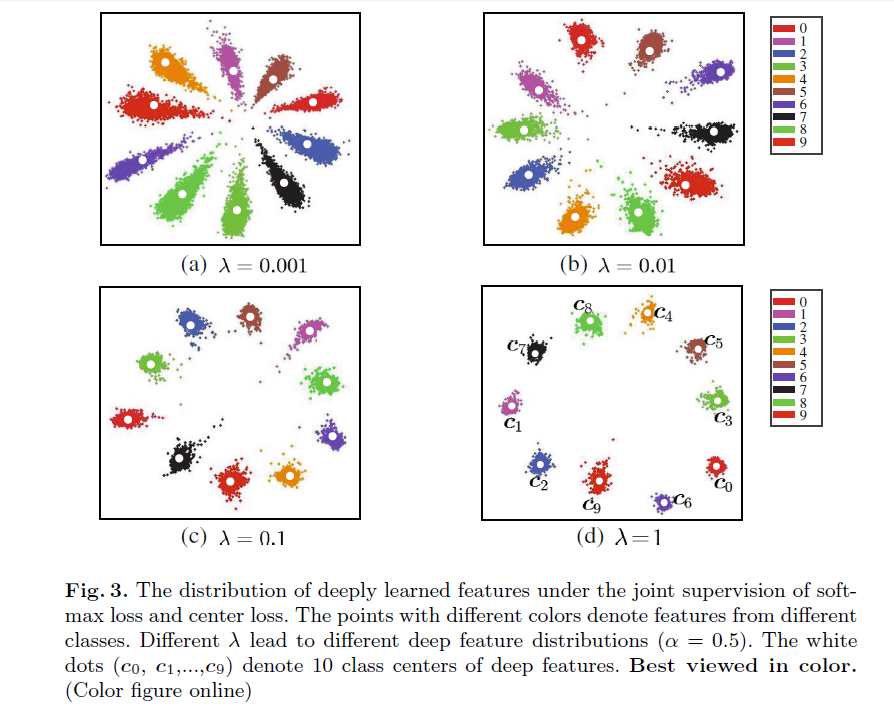 0
1
2
3
4
5
6
7
8
9
(a) λ = 0.001
(b) λ = 0.01
c8
c4
c7
c5
c1
c3
c2
c9
c6
c0
0
1
2
3
4
5
6
7
8
9
(c) λ = 0.1
(d) λ = 1
Fig. 3. The distribution of deeply learned features under the joint supervision of soft-
max loss and center loss. The points with different colors denote features from different
classes. Different λ lead to different deep feature distributions (α = 0.5). The white
dots (c0, c1,...,c9) denote 10 class centers of deep features. Best viewed in color.
(Color figure online)